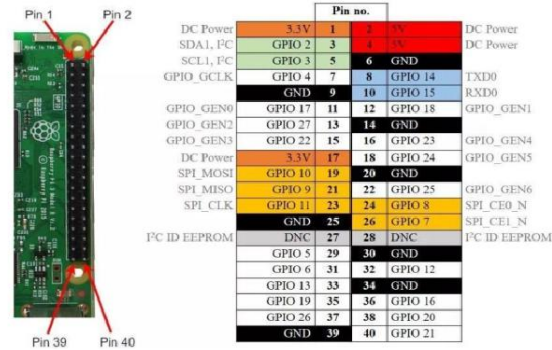 Pin 1 Pin 2
Pin 39 Pin 40
Pin no.
DC Power 3.3V 1 2 5V DC Power
SDA1, I²C GPIO 2 3 4 5V DC Power
SCL1, I²C GPIO 3 5 6 GND
GPIO_GCLK GPIO 4 7 8 GPIO 14 TXD0
GND 9 10 GPIO 15 RXD0
GPIO_GEN0 GPIO 17 11 12 GPIO 18 GPIO_GEN1
GPIO_GEN2 GPIO 27 13 14 GND
GPIO_GEN3 GPIO 22 15 16 GPIO 23 GPIO_GEN4
DC Power 3.3V 17 18 GPIO 24 GPIO_GEN5
SPI_MOSI GPIO 10 19 20 GND
SPI_MISO GPIO 9 21 22 GPIO 25 GPIO_GEN6
SPI_CLK GPIO 11 23 24 GPIO 8 SPI_CE0_N
GND 25 26 GPIO 7 SPI_CE1_N
I²C ID EEPROM DNC 27 28 DNC I²C ID EEPROM
GPIO 5 29 30 GND
GPIO 6 31 32 GPIO 12
GPIO 13 33 34 GND
GPIO 19 35 36 GPIO 16
GPIO 26 37 38 GPIO 20
GND 39 40 GPIO 21